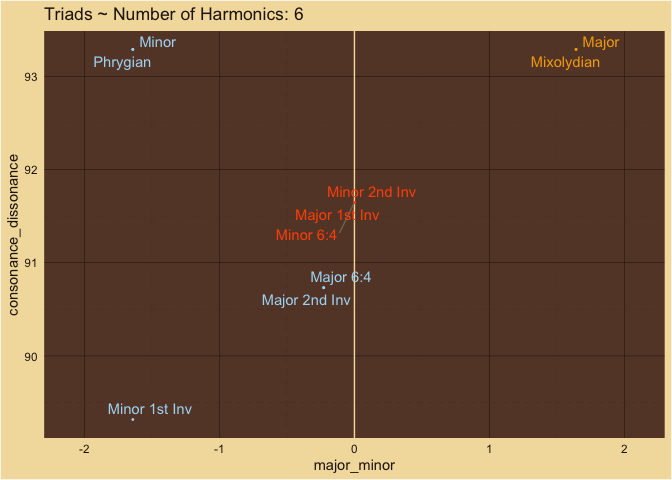 Triads ~ Number of Harmonics: 6
consonance_dissonance
93
92
91
90
Minor
Phrygian
Major
Mixolydian
Minor 2nd Inv
Major 1st Inv
Minor 6:4
Major 6:4
Major 2nd Inv
Minor 1st Inv
-2
-1
0
1
2
major_minor